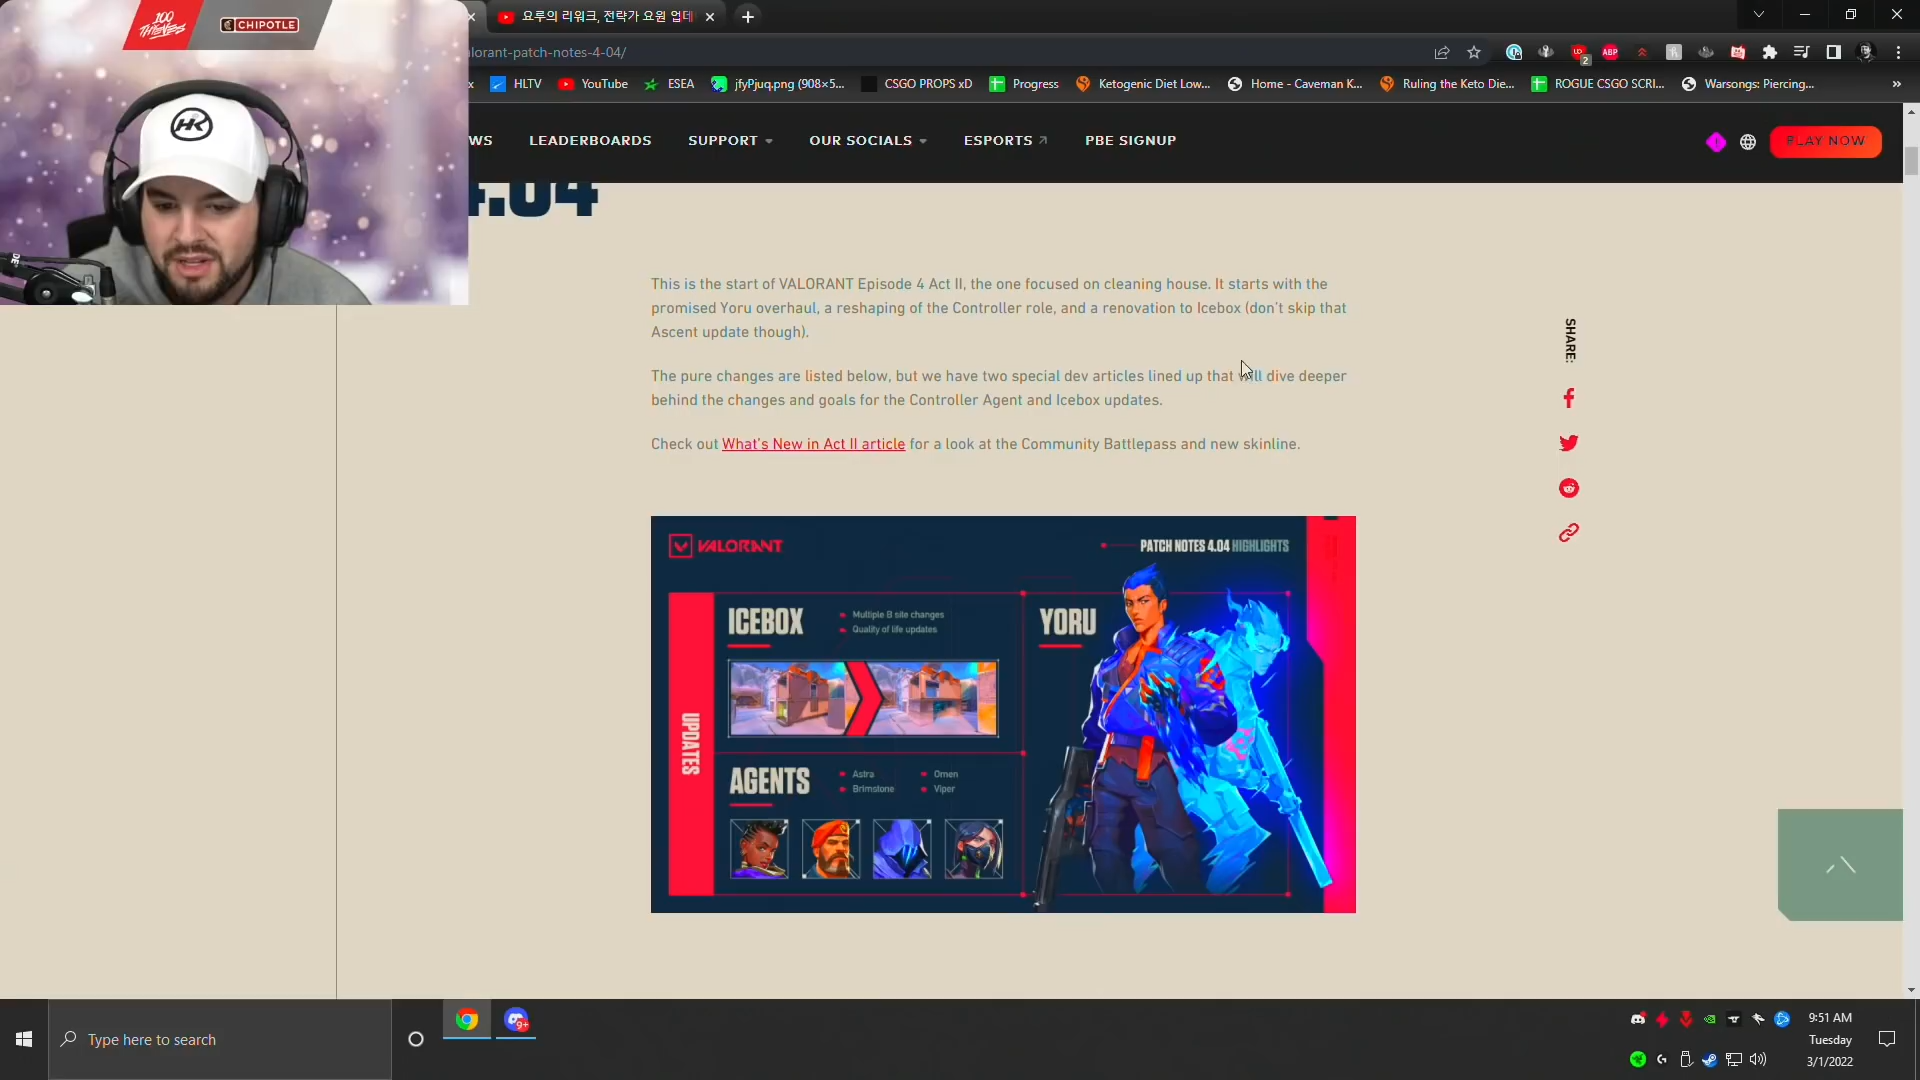 100
THIEVES
CHIPOTLE
요루의 리워크, 전략가 요원 업데
alorant-patch-notes-4-04/
2
ABP
x
HLTV
YouTube
ESEA
jfyPjuq.png (908×5...
CSGO PROPS xD
Progress
Ketogenic Diet Low...
Home - Caveman K...
Ruling the Keto Die...
ROGUE CSGO SCRI...
Warsongs: Piercing...
»
WS
LEADERBOARDS
SUPPORT
OUR SOCIALS
ESPORTS
PBE SIGNUP
PLAY NOW
HK
4.04
This is the start of VALORANT Episode 4 Act II, the one focused on cleaning house. It starts with the
promised Yoru overhaul, a reshaping of the Controller role, and a renovation to Icebox (don't skip that
Ascent update though).
The pure changes are listed below, but we have two special dev articles lined up that will dive deeper
behind the changes and goals for the Controller Agent and Icebox updates.
Check out What's New in Act II article for a look at the Community Battlepass and new skinline.
SHARE:
VALORANT
PATCH NOTES 4.04 HIGHLIGHTS
UPDATES
ICEBOX
Multiple B site changes
Quality of life updates
YORU
AGENTS
Astra
Brimstone
Omen
Viper
Type here to search
9+
9:51 AM
Tuesday
3/1/2022